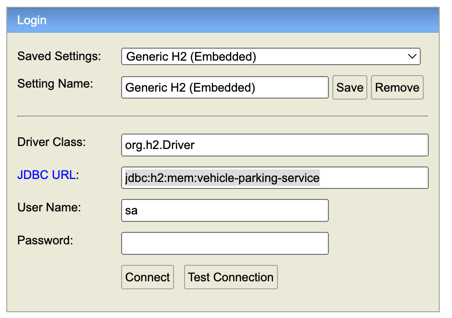 Login
Saved Settings: Generic H2 (Embedded)
Setting Name: Generic H2 (Embedded) Save Remove
Driver Class: org.h2.Driver
JDBC URL: jdbc:h2:mem:vehicle-parking-service
User Name: sa
Password:
Connect Test Connection